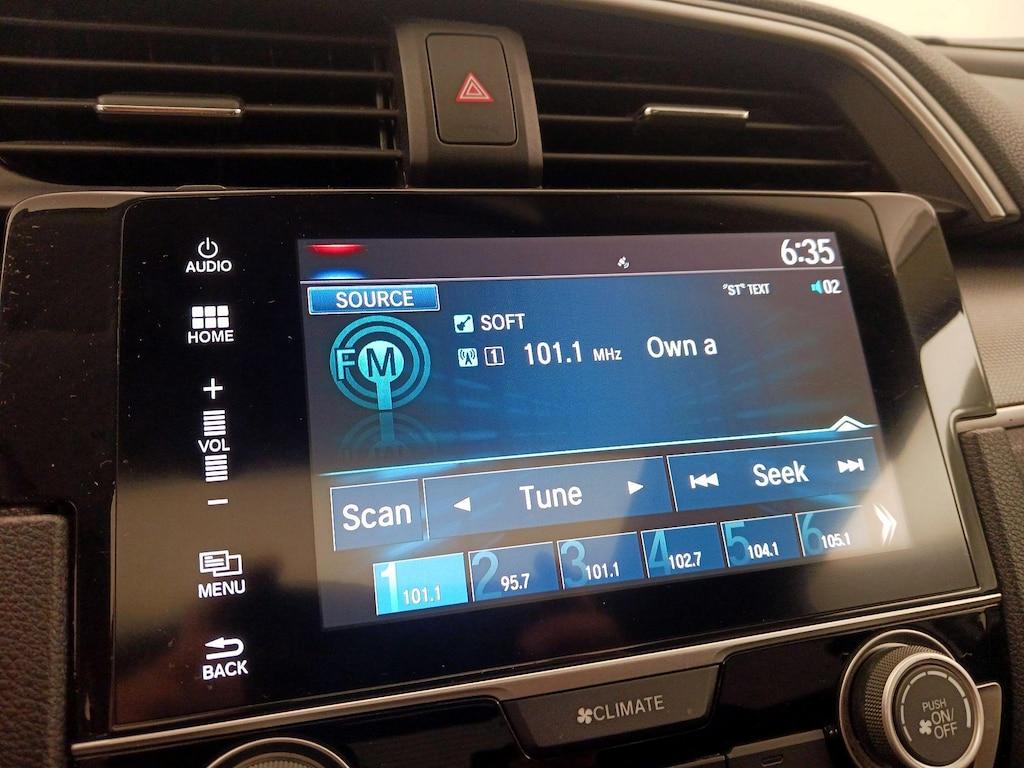 6:35
AUDIO
SOURCE
"ST" TEXT
02
SOFT
HOME
FM
1 101.1 MHz Own a
+
VOL
−
Scan
Tune
Seek
1 101.1
2 95.7
3 101.1
4 102.7
5 104.1
6 105.1
MENU
BACK
CLIMATE
PUSH
ON/
OFF